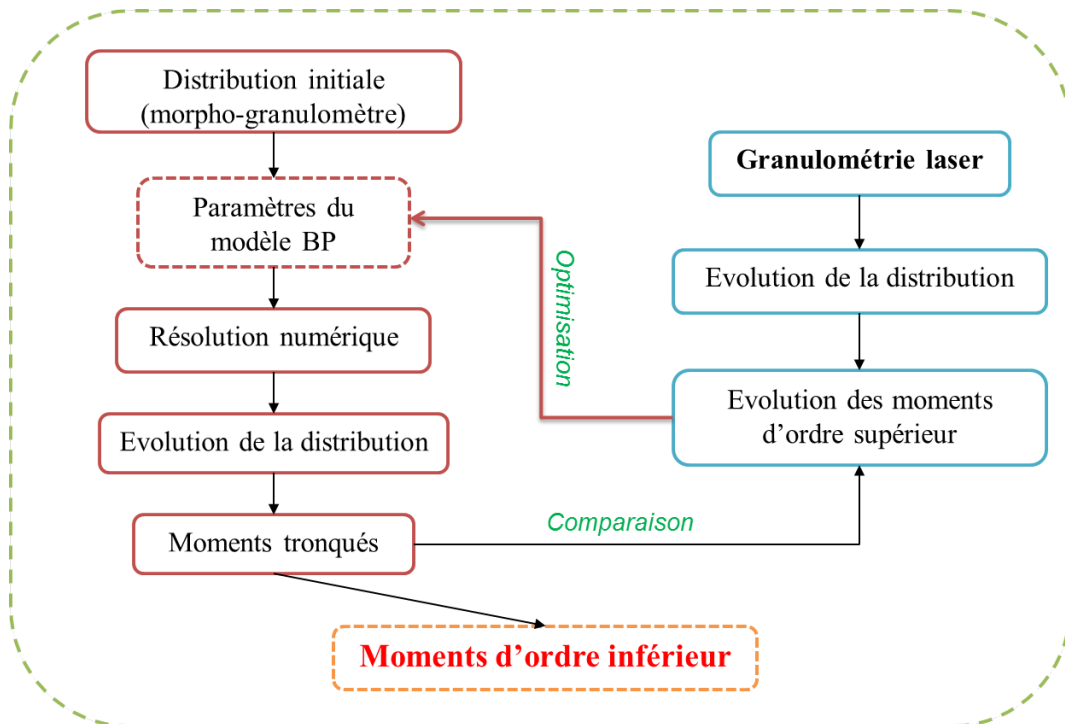 Distribution initiale
(morpho-granulomètre)
Paramètres du
modèle BP
Résolution numérique
Evolution de la distribution
Moments tronqués
Granulométrie laser
Evolution de la distribution
Evolution des moments
d’ordre supérieur
Optimisation
Comparaison
Moments d’ordre inférieur